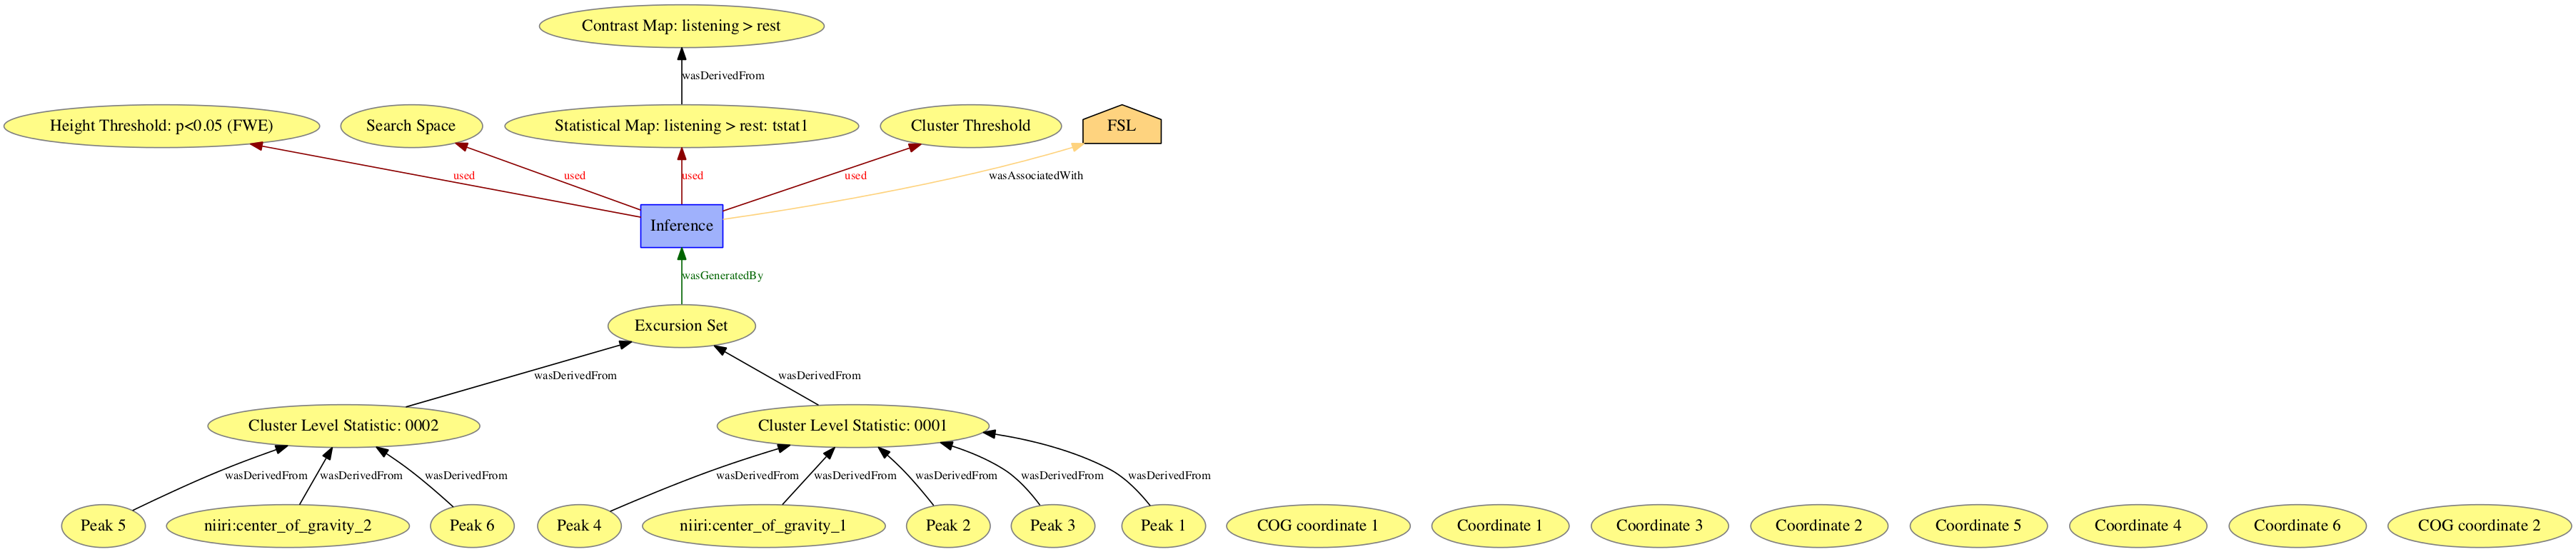 Contrast Map: listening > rest
wasDerivedFrom
Height Threshold: p<0.05 (FWE)
Search Space
Statistical Map: listening > rest: tstat1
Cluster Threshold
FSL
used
used
used
used
wasAssociatedWith
Inference
wasGeneratedBy
Excursion Set
wasDerivedFrom
wasDerivedFrom
Cluster Level Statistic: 0002
Cluster Level Statistic: 0001
wasDerivedFrom
wasDerivedFrom
wasDerivedFrom
wasDerivedFrom
wasDerivedFrom
wasDerivedFrom
wasDerivedFrom
wasDerivedFrom
Peak 5
niiri:center_of_gravity_2
Peak 6
Peak 4
niiri:center_of_gravity_1
Peak 2
Peak 3
Peak 1
COG coordinate 1
Coordinate 1
Coordinate 3
Coordinate 2
Coordinate 5
Coordinate 4
Coordinate 6
COG coordinate 2